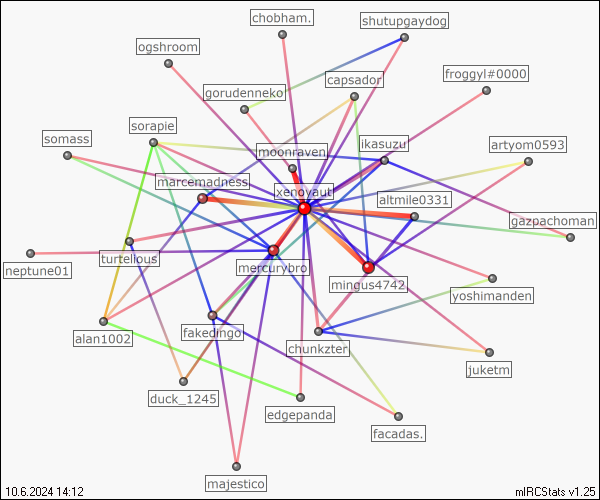 chobham.
shutupgaydog
ogshroom
froggyl#0000
capsador
gorudenneko
sorapie
somass
ikasuzu
artyom0593
moonraven
marcemadness
xenoyaut
altmile0331
gazpachoman
turtelious
mercurybro
neptune01
mingus4742
yoshimanden
fakedingo
alan1002
chunkzter
juketm
duck_1245
edgepanda
facadas.
majestico
10.6.2024 14:12
mIRCStats v1.25